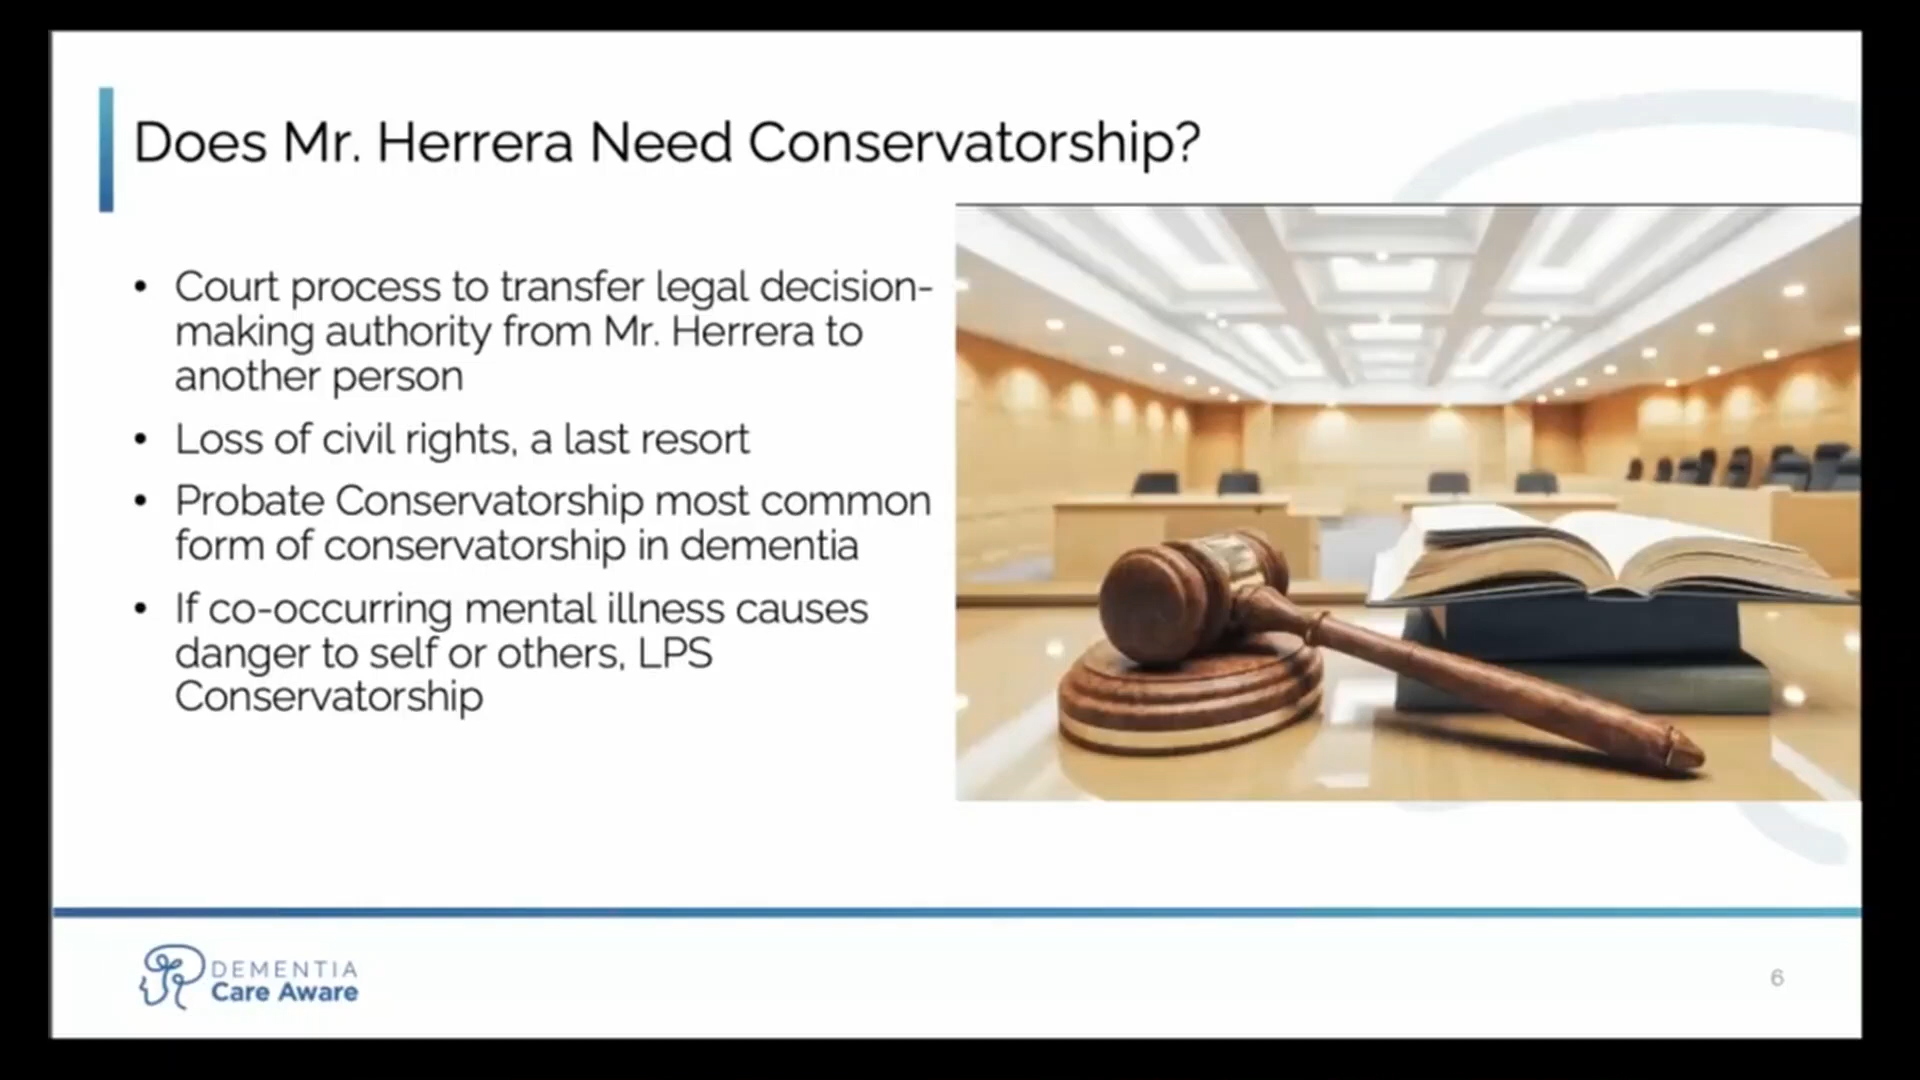 Does Mr. Herrera Need Conservatorship?
• Court process to transfer legal decision-
making authority from Mr. Herrera to
another person
• Loss of civil rights, a last resort
• Probate Conservatorship most common
form of conservatorship in dementia
• If co-occurring mental illness causes
danger to self or others, LPS
Conservatorship
DEMENTIA
Care Aware
6